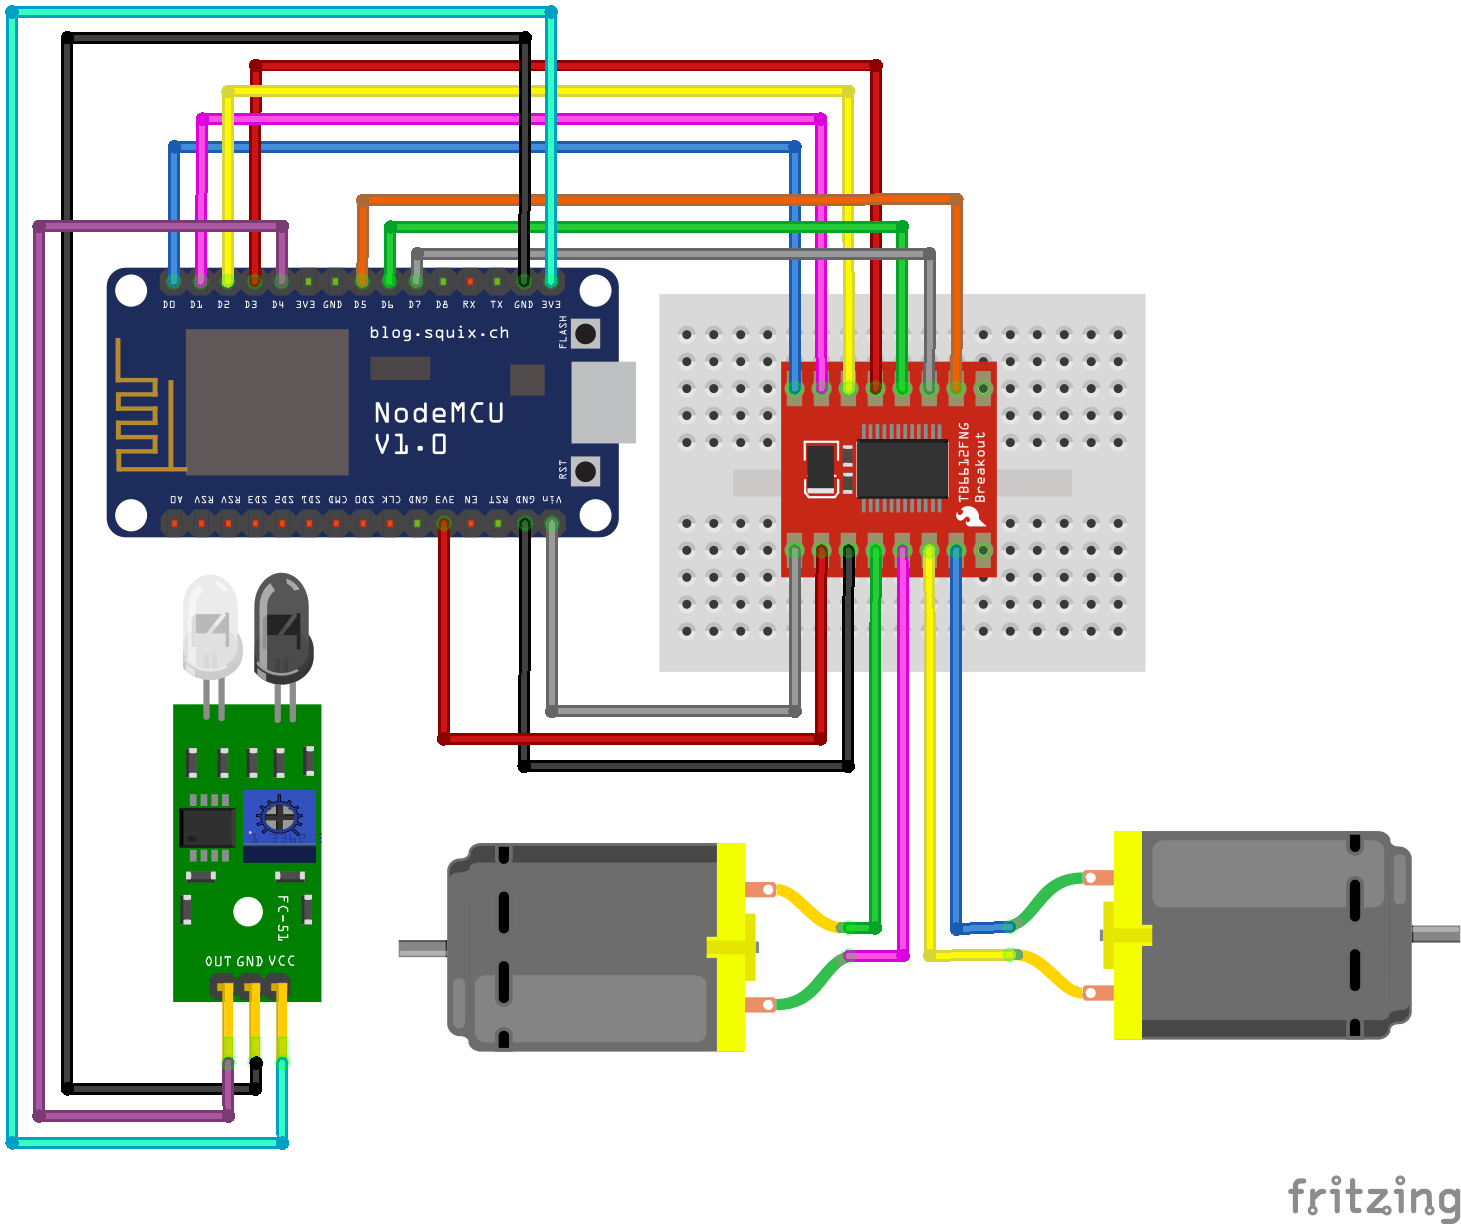 D0 D1 D2 D3 D4 3V3 GND D5 D6 D7 D8 RX TX GND 3V3
blog.squix.ch
FLASH
NodeMCU
V1.0
RST
A0 RSV RSV SD3 SD2 SD1 CMD SD0 CLK GND 3V3 EN RST GND Vin
TB6612FNG
Breakout
3362
FC-51
OUT GND VCC
fritzing